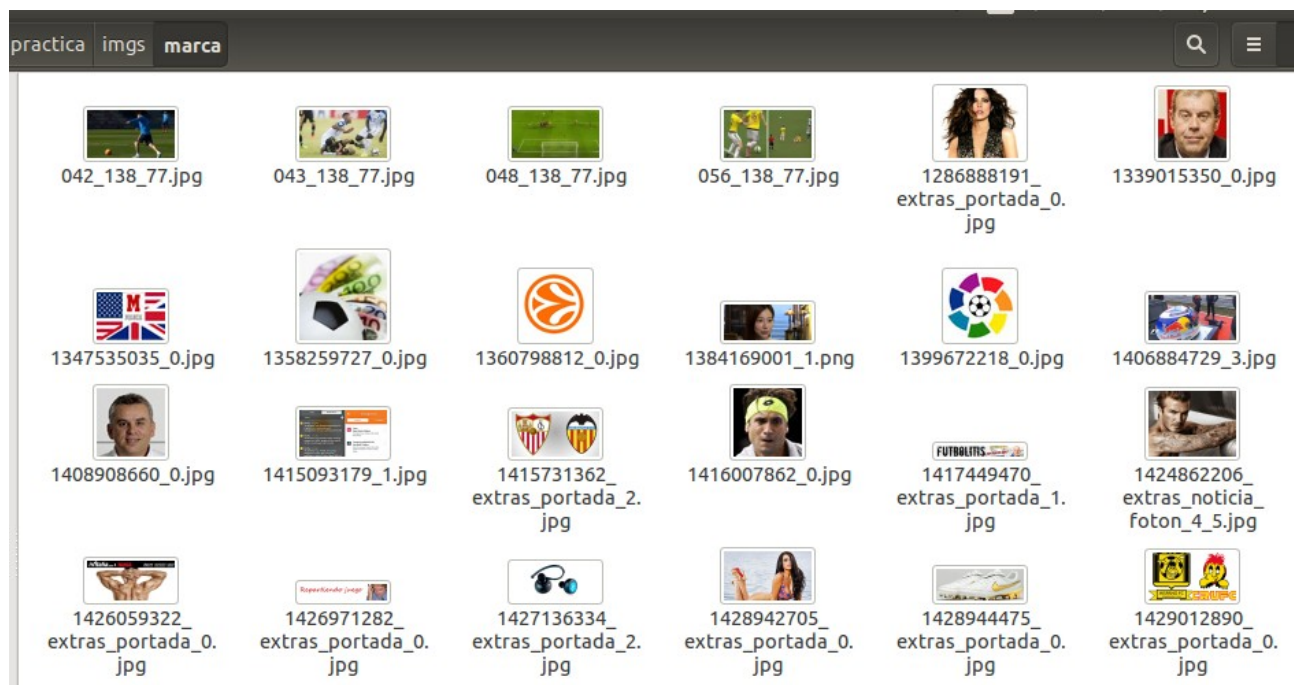 practica imgs marca
042_138_77.jpg 043_138_77.jpg 048_138_77.jpg 056_138_77.jpg 1286888191_ 1339015350_0.jpg
extras_portada_0.
jpg
M
MARCA
1347535035_0.jpg 1358259727_0.jpg 1360798812_0.jpg 1384169001_1.png 1399672218_0.jpg 1406884729_3.jpg
1408908660_0.jpg 1415093179_1.jpg 1415731362_ 1416007862_0.jpg 1417449470_ 1424862206_
extras_portada_2. extras_portada_1. extras_noticia_
jpg jpg foton_4_5.jpg
Repartiendo juego
1426059322_ 1426971282_ 1427136334_ 1428942705_ 1428944475_ 1429012890_
extras_portada_0. extras_portada_0. extras_portada_2. extras_portada_0. extras_portada_0. extras_portada_0.
jpg jpg jpg jpg jpg jpg